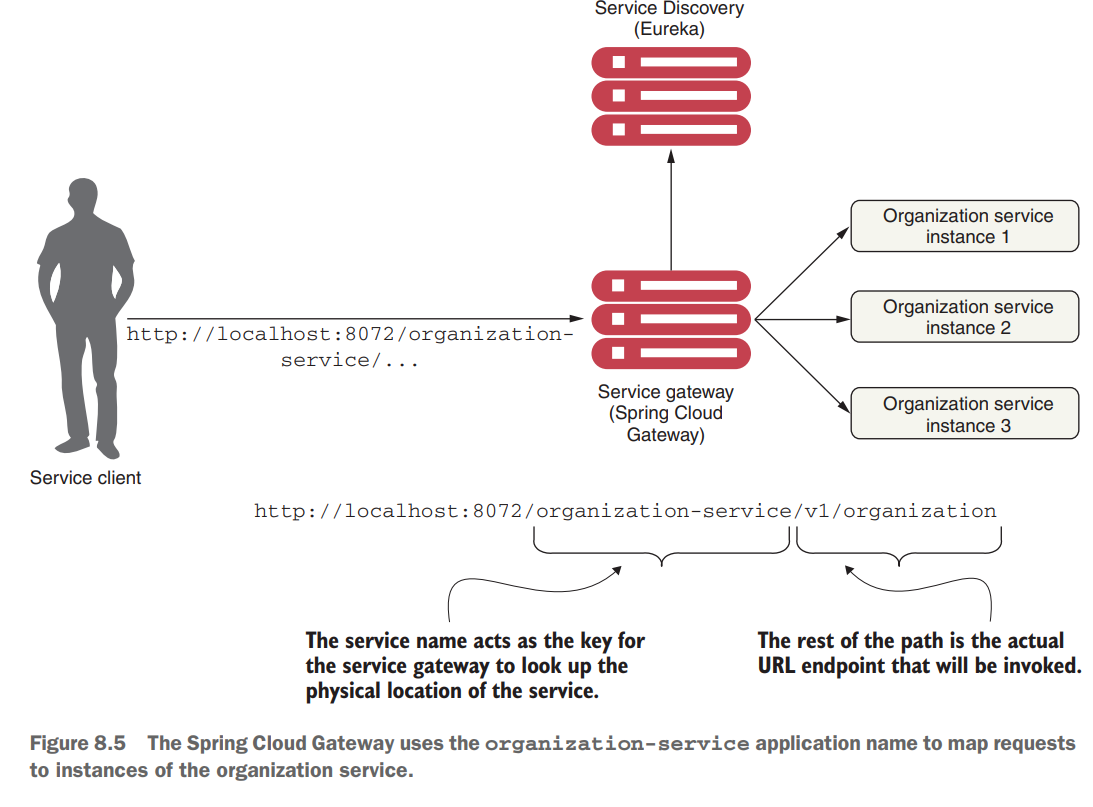 Service Discovery
(Eureka)
Organization service
instance 1
Organization service
instance 2
http://localhost:8072/organization-
service/...
Service gateway
(Spring Cloud
Gateway)
Organization service
instance 3
Service client
http://localhost:8072/organization-service/v1/organization
The service name acts as the key for
the service gateway to look up the
physical location of the service.
The rest of the path is the actual
URL endpoint that will be invoked.
Figure 8.5 The Spring Cloud Gateway uses the organization-service application name to map requests
to instances of the organization service.